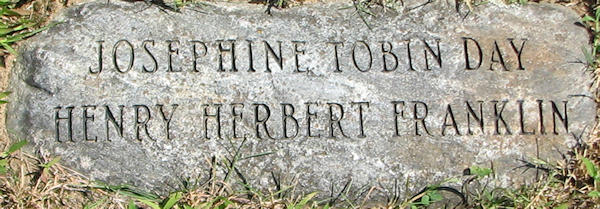 JOSEPHINE TOBIN DAY
HENRY HERBERT FRANKLIN